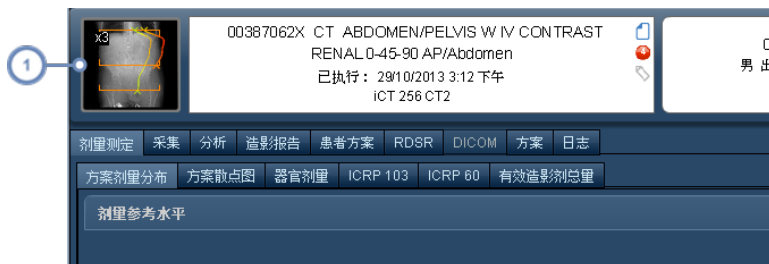 x3
1
00387062X CT ABDOMEN/PELVIS W IV CONTRAST
RENAL 0-45-90 AP/Abdomen
已执行： 29/10/2013 3:12 下午
iCT 256 CT2
男
剂量测定 采集 分析 造影报告 患者方案 RDSR DICOM 方案 日志
方案剂量分布 方案散点图 器官剂量 ICRP 103 ICRP 60 有效造影剂总量
剂量参考水平